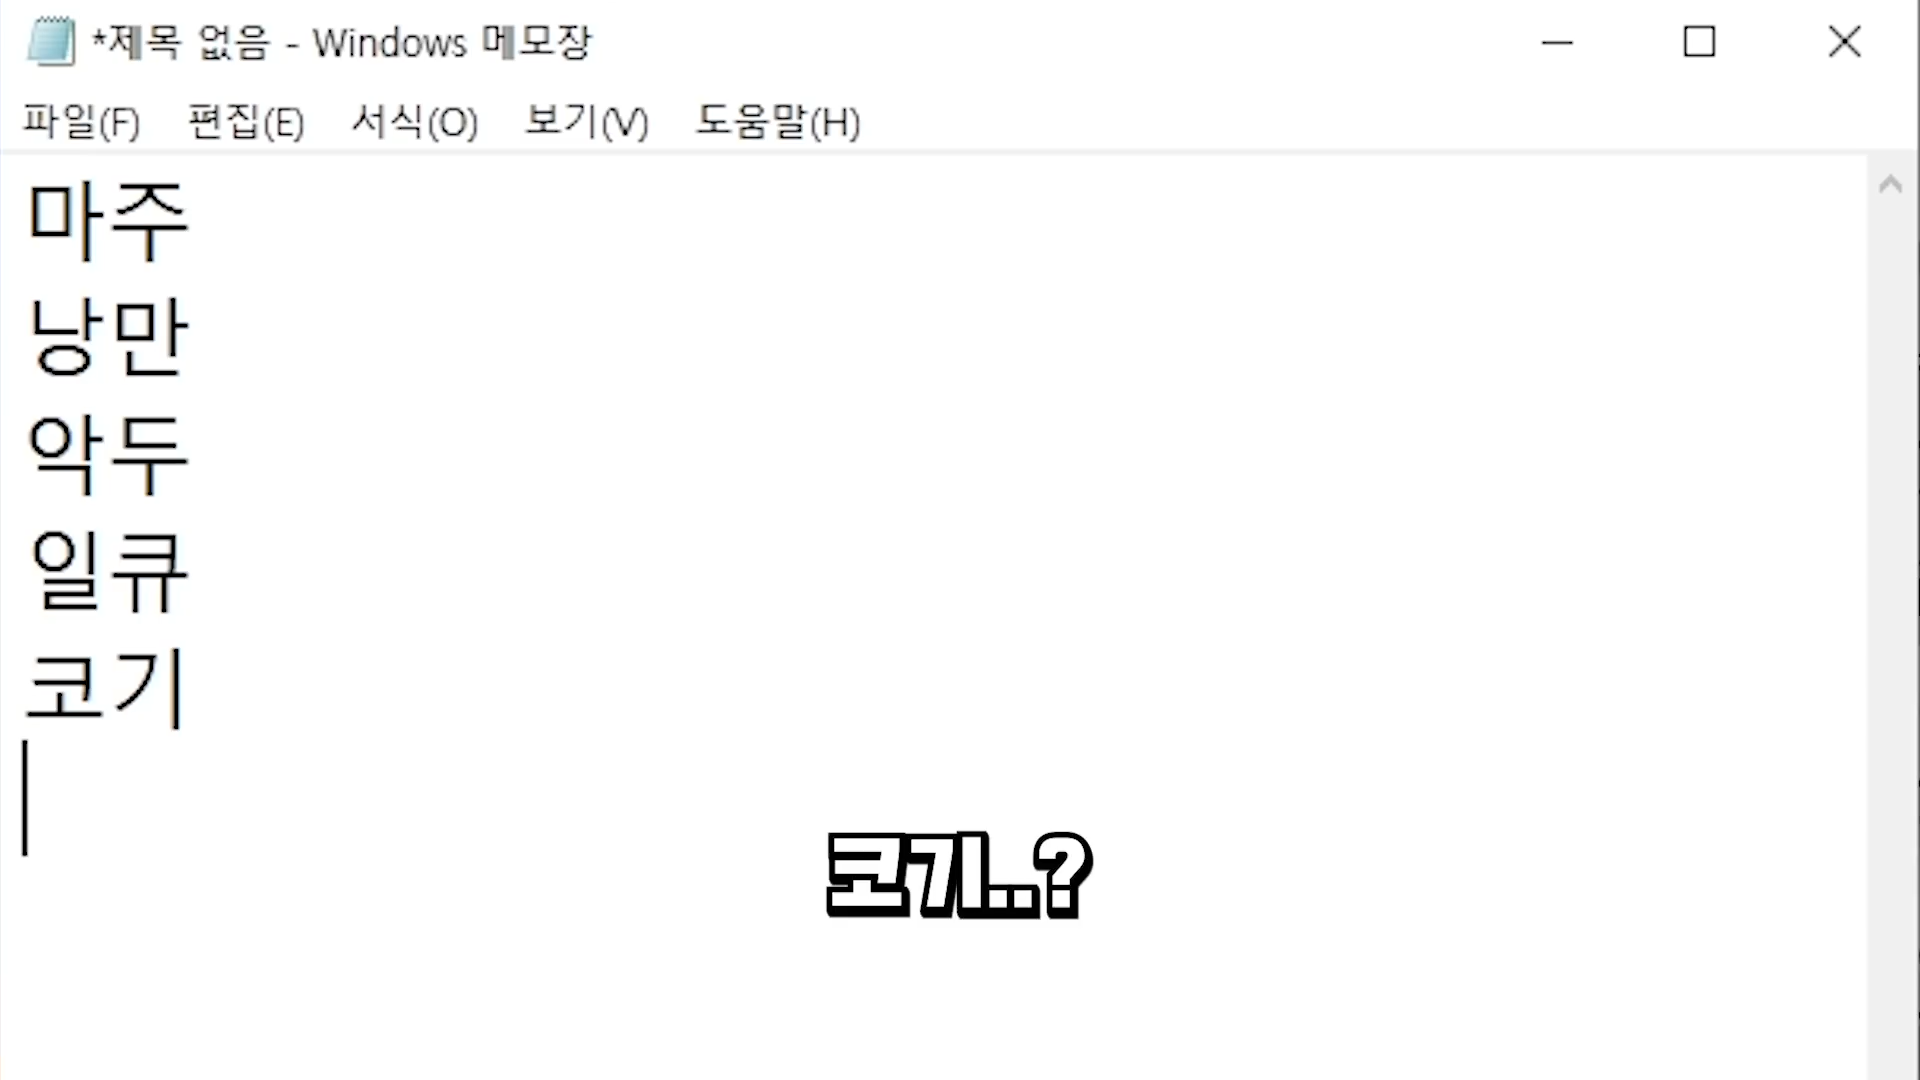 *제목 없음 - Windows 메모장
파일(F) 편집(E) 서식(O) 보기(V) 도움말(H)
마주
낭만
악두
일큐
코기
코기..?